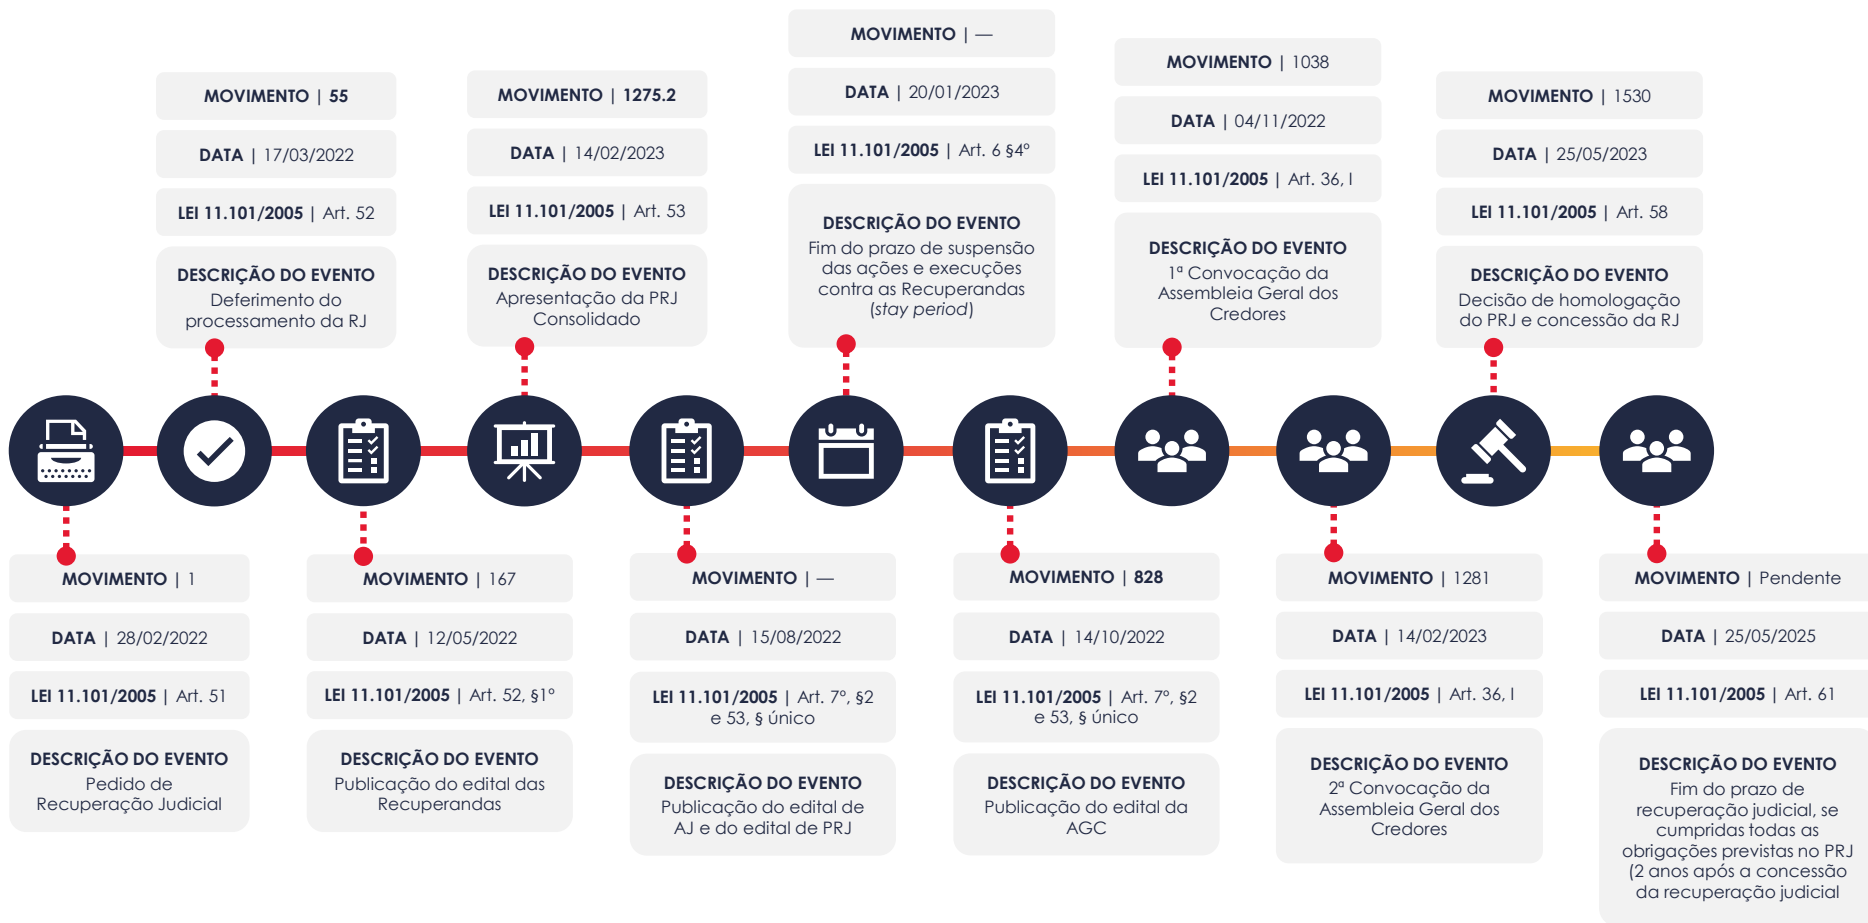 MOVIMENTO | 1
DATA | 28/02/2022
LEI 11.101/2005 | Art. 51
DESCRIÇÃO DO EVENTO
Pedido de
Recuperação Judicial
MOVIMENTO | 55
DATA | 17/03/2022
LEI 11.101/2005 | Art. 52
DESCRIÇÃO DO EVENTO
Deferimento do
processamento da RJ
MOVIMENTO | 167
DATA | 12/05/2022
LEI 11.101/2005 | Art. 52, §1º
DESCRIÇÃO DO EVENTO
Publicação do edital das
Recuperandas
MOVIMENTO | 1275.2
DATA | 14/02/2023
LEI 11.101/2005 | Art. 53
DESCRIÇÃO DO EVENTO
Apresentação da PRJ
Consolidado
MOVIMENTO | —
DATA | 15/08/2022
LEI 11.101/2005 | Art. 7º, §2
e 53, § único
DESCRIÇÃO DO EVENTO
Publicação do edital de
AJ e do edital de PRJ
MOVIMENTO | —
DATA | 20/01/2023
LEI 11.101/2005 | Art. 6 §4º
DESCRIÇÃO DO EVENTO
Fim do prazo de suspensão
das ações e execuções
contra as Recuperandas
(stay period)
MOVIMENTO | 828
DATA | 14/10/2022
LEI 11.101/2005 | Art. 7º, §2
e 53, § único
DESCRIÇÃO DO EVENTO
Publicação do edital da
AGC
MOVIMENTO | 1038
DATA | 04/11/2022
LEI 11.101/2005 | Art. 36, I
DESCRIÇÃO DO EVENTO
1ª Convocação da
Assembleia Geral dos
Credores
MOVIMENTO | 1281
DATA | 14/02/2023
LEI 11.101/2005 | Art. 36, I
DESCRIÇÃO DO EVENTO
2ª Convocação da
Assembleia Geral dos
Credores
MOVIMENTO | 1530
DATA | 25/05/2023
LEI 11.101/2005 | Art. 58
DESCRIÇÃO DO EVENTO
Decisão de homologação
do PRJ e concessão da RJ
MOVIMENTO | Pendente
DATA | 25/05/2025
LEI 11.101/2005 | Art. 61
DESCRIÇÃO DO EVENTO
Fim do prazo de
recuperação judicial, se
cumpridas todas as
obrigações previstas no PRJ
(2 anos após a concessão
da recuperação judicial